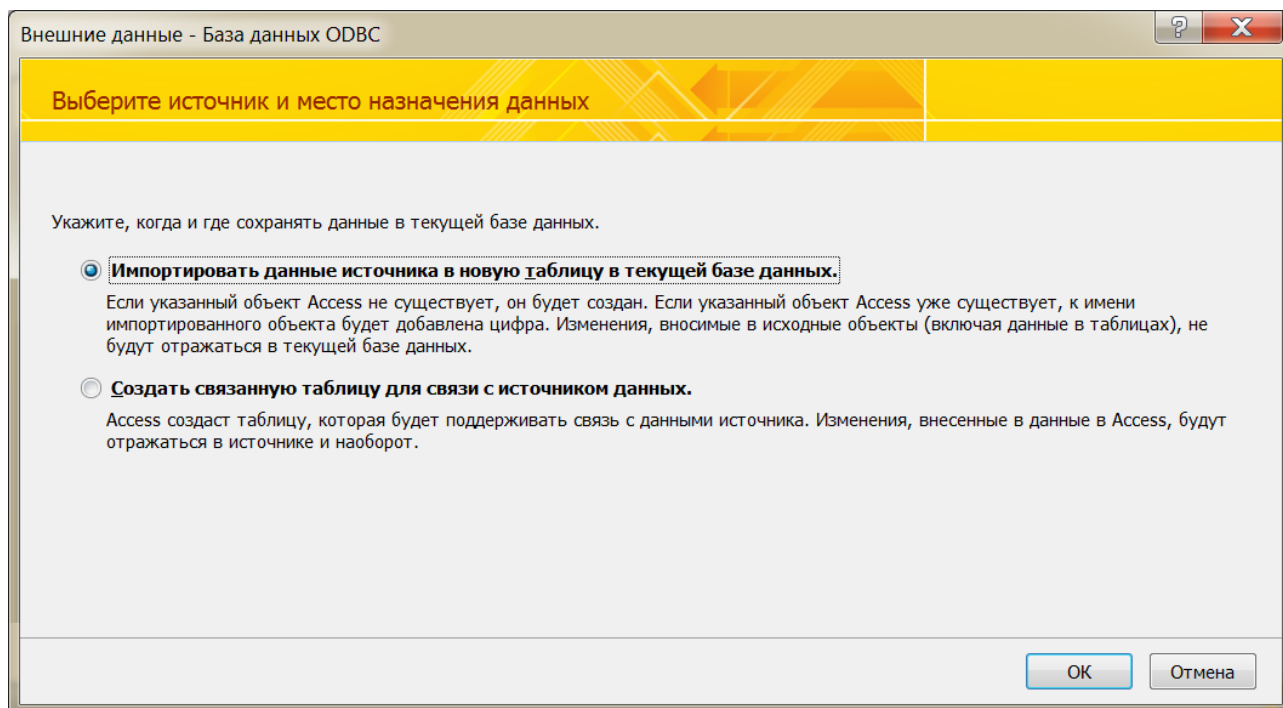 Внешние данные - База данных ODBC
Выберите источник и место назначения данных
Укажите, когда и где сохранять данные в текущей базе данных.
Импортировать данные источника в новую таблицу в текущей базе данных.
Если указанный объект Access не существует, он будет создан. Если указанный объект Access уже существует, к имени
импортированного объекта будет добавлена цифра. Изменения, вносимые в исходные объекты (включая данные в таблицах), не
будут отражаться в текущей базе данных.
Создать связанную таблицу для связи с источником данных.
Access создаст таблицу, которая будет поддерживать связь с данными источника. Изменения, внесенные в данные в Access, будут
отражаться в источнике и наоборот.
ОК Отмена